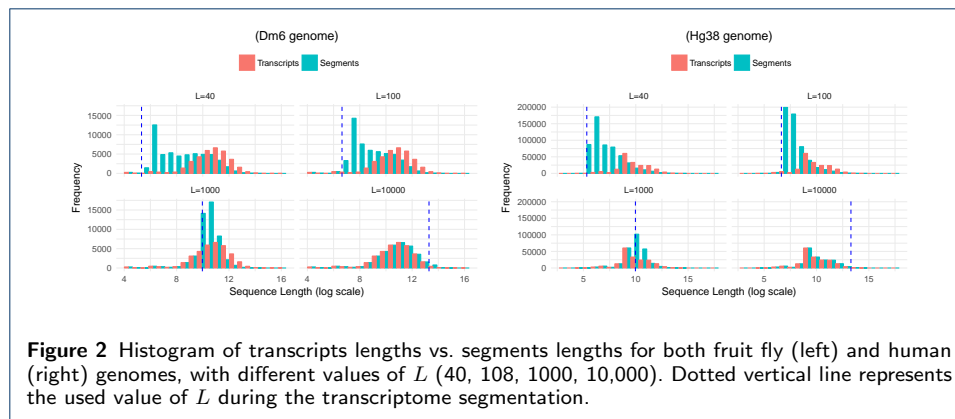 (Dm6 genome)
Transcripts Segments
L=40 L=100
15000
10000
5000
0
L=1000 L=10000
15000
10000
5000
0
4 8 12 16 4 8 12 16
Sequence Length (log scale)
Frequency
(Hg38 genome)
Transcripts Segments
L=40 L=100
200000
150000
100000
50000
0
L=1000 L=10000
200000
150000
100000
50000
0
5 10 15 5 10 15
Sequence Length (log scale)
Frequency
Figure 2 Histogram of transcripts lengths vs. segments lengths for both fruit fly (left) and human
(right) genomes, with different values of L (40, 108, 1000, 10,000). Dotted vertical line represents
the used value of L during the transcriptome segmentation.